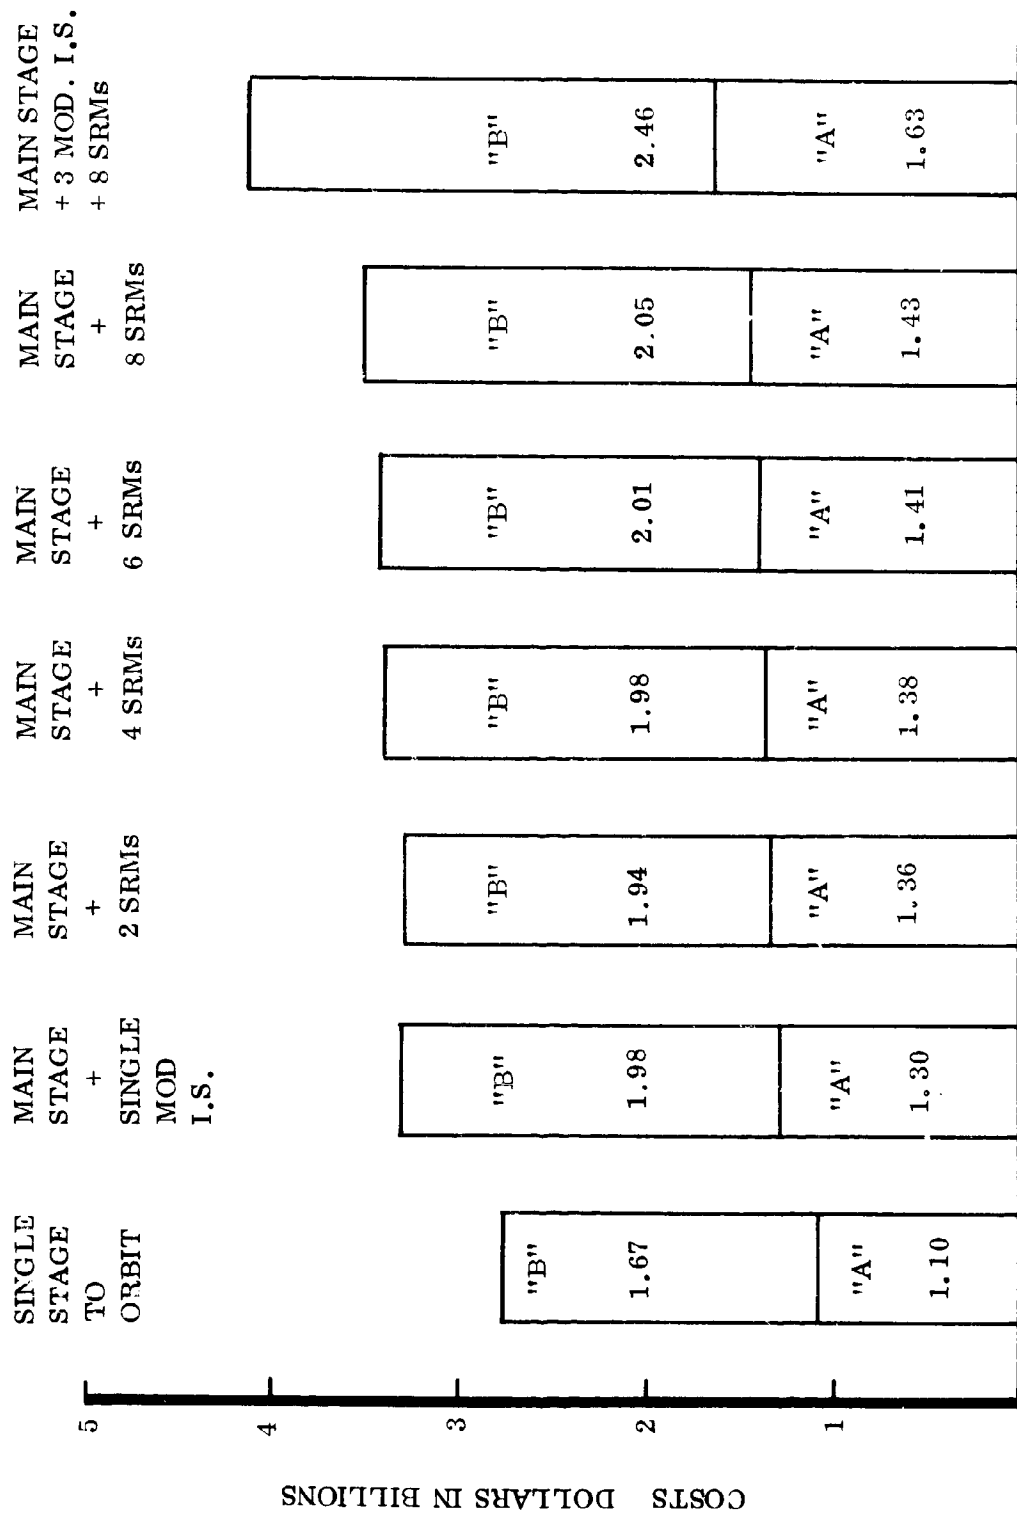 SINGLE
STAGE
TO
ORBIT
MAIN
STAGE
+
SINGLE
MOD
I.S.
MAIN
STAGE
+
2 SRMs
MAIN
STAGE
+
4 SRMs
MAIN
STAGE
+
6 SRMs
MAIN
STAGE
+
8 SRMs
MAIN STAGE
+ 3 MOD. I.S.
+ 8 SRMs
5
4
3
2
1
COSTS DOLLARS IN BILLIONS
"B"
1.67
"A"
1.10
"B"
1.98
"A"
1.30
"B"
1.94
"A"
1.36
"B"
1.98
"A"
1.38
"B"
2.01
"A"
1.41
"B"
2.05
"A"
1.43
"B"
2.46
"A"
1.63